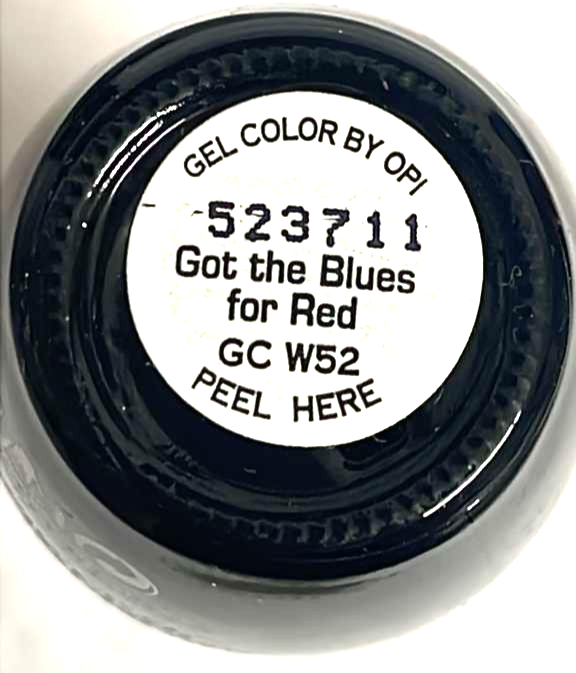 GEL COLOR BY OPI
523711
Got the Blues
for Red
GC W52
PEEL HERE